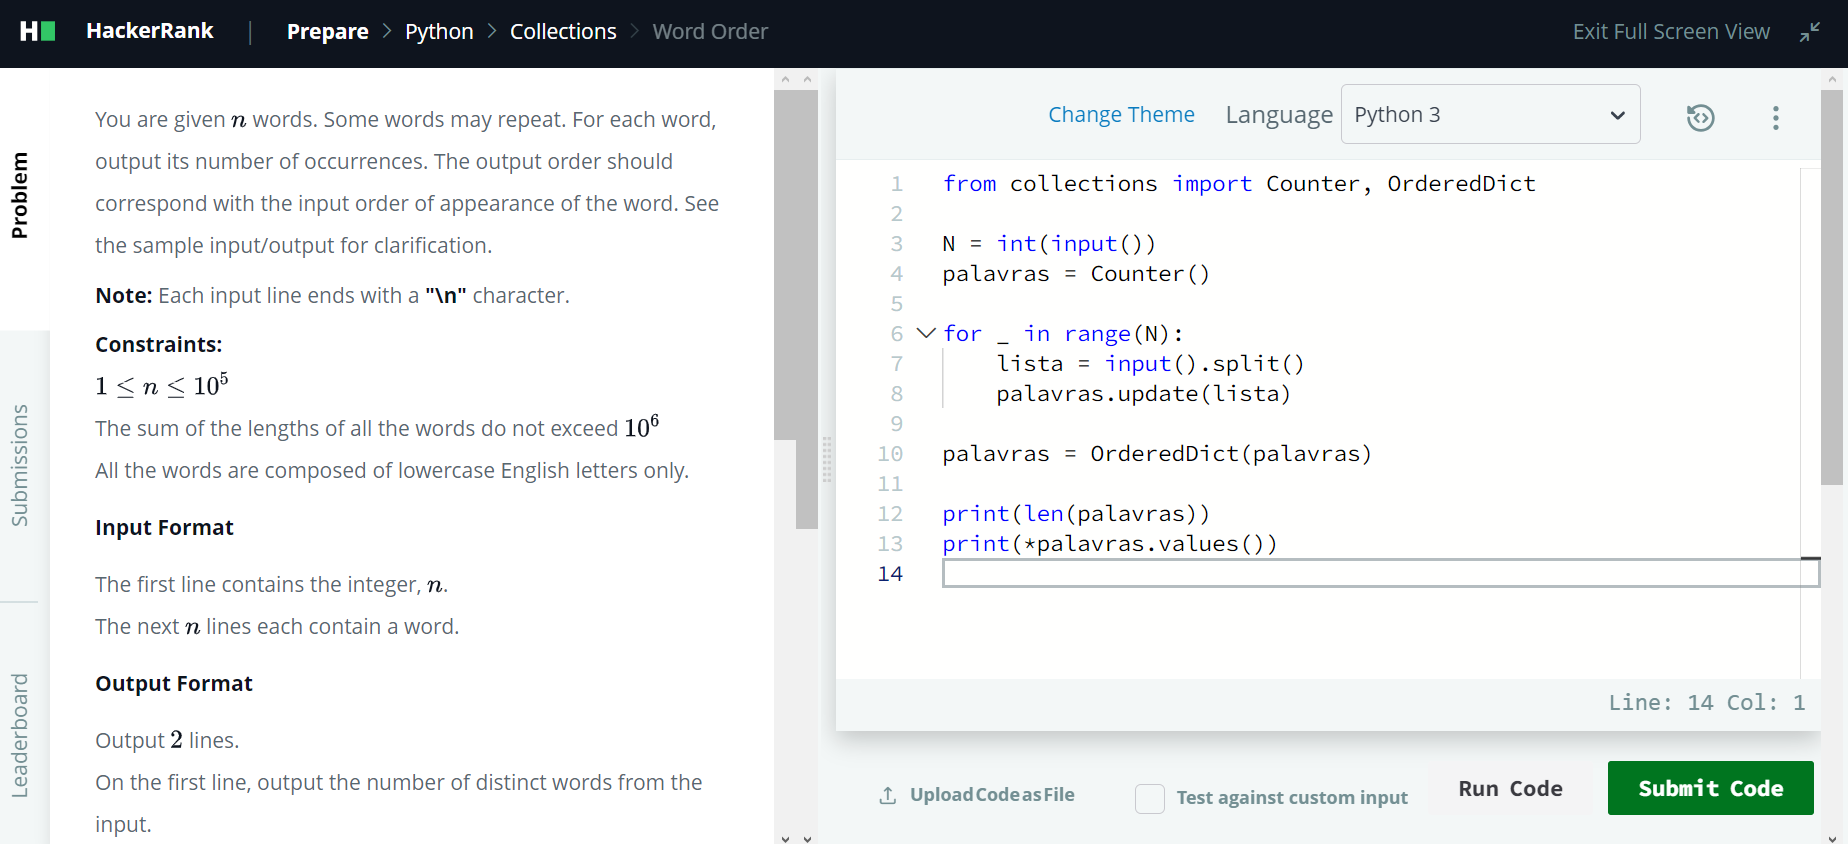 HackerRank | Prepare > Python > Collections > Word Order
Exit Full Screen View
Problem
Submissions
Leaderboard
You are given n words. Some words may repeat. For each word,
output its number of occurrences. The output order should
correspond with the input order of appearance of the word. See
the sample input/output for clarification.
Note: Each input line ends with a "\n" character.
Constraints:
1 ≤ n ≤ 10⁵
The sum of the lengths of all the words do not exceed 10⁶
All the words are composed of lowercase English letters only.
Input Format
The first line contains the integer, n.
The next n lines each contain a word.
Output Format
Output 2 lines.
On the first line, output the number of distinct words from the
input.
Change Theme Language Python 3
1 from collections import Counter, OrderedDict
2
3 N = int(input())
4 palavras = Counter()
5
6 for _ in range(N):
7     lista = input().split()
8     palavras.update(lista)
9
10 palavras = OrderedDict(palavras)
11
12 print(len(palavras))
13 print(*palavras.values())
14
Line: 14 Col: 1
Upload Code as File
Test against custom input
Run Code
Submit Code